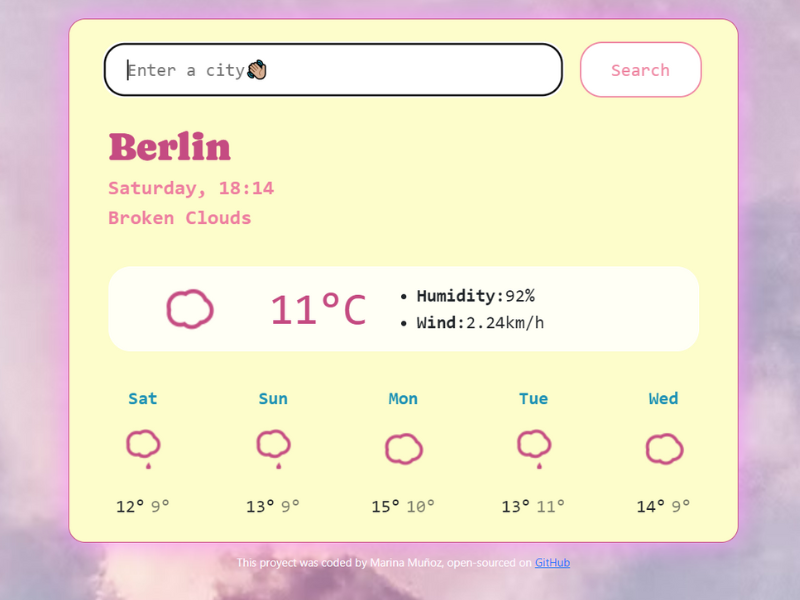 Enter a city👋🏽
Search
Berlin
Saturday, 18:14
Broken Clouds
11°C
Humidity:92%
Wind:2.24km/h
Sat Sun Mon Tue Wed
12° 9° 13° 9° 15° 10° 13° 11° 14° 9°
This proyect was coded by Marina Muñoz, open-sourced on GitHub